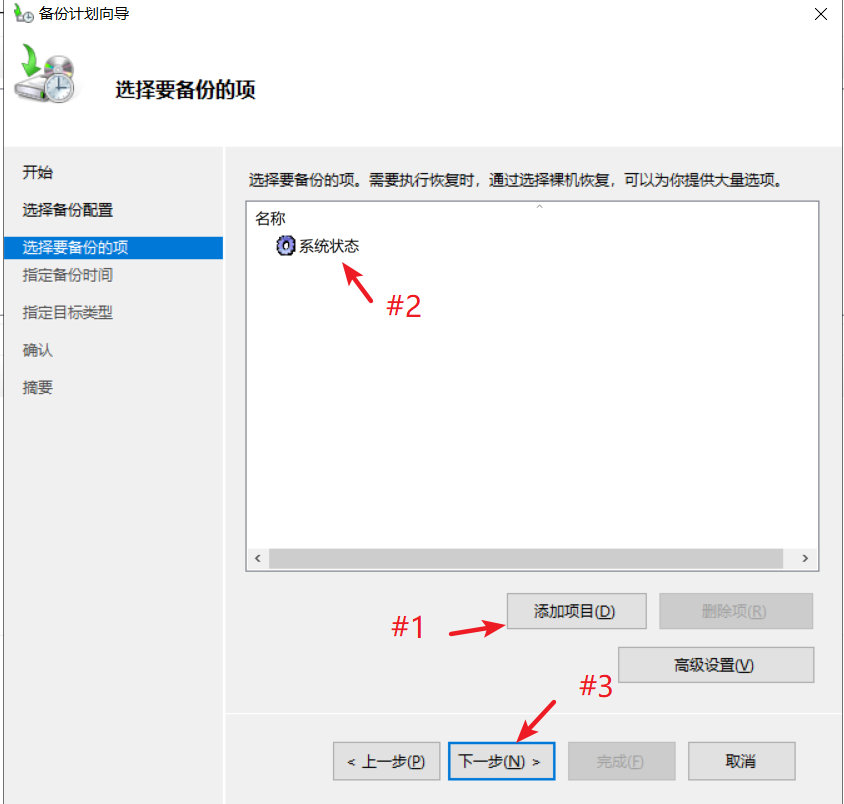 备份计划向导
选择要备份的项
开始
选择备份配置
选择要备份的项
指定备份时间
指定目标类型
确认
摘要
选择要备份的项。需要执行恢复时，通过选择裸机恢复，可以为你提供大量选项。
名称
系统状态
#2
#1
添加项目(D)
删除项(R)
高级设置(V)
#3
< 上一步(P)
下一步(N) >
完成(F)
取消